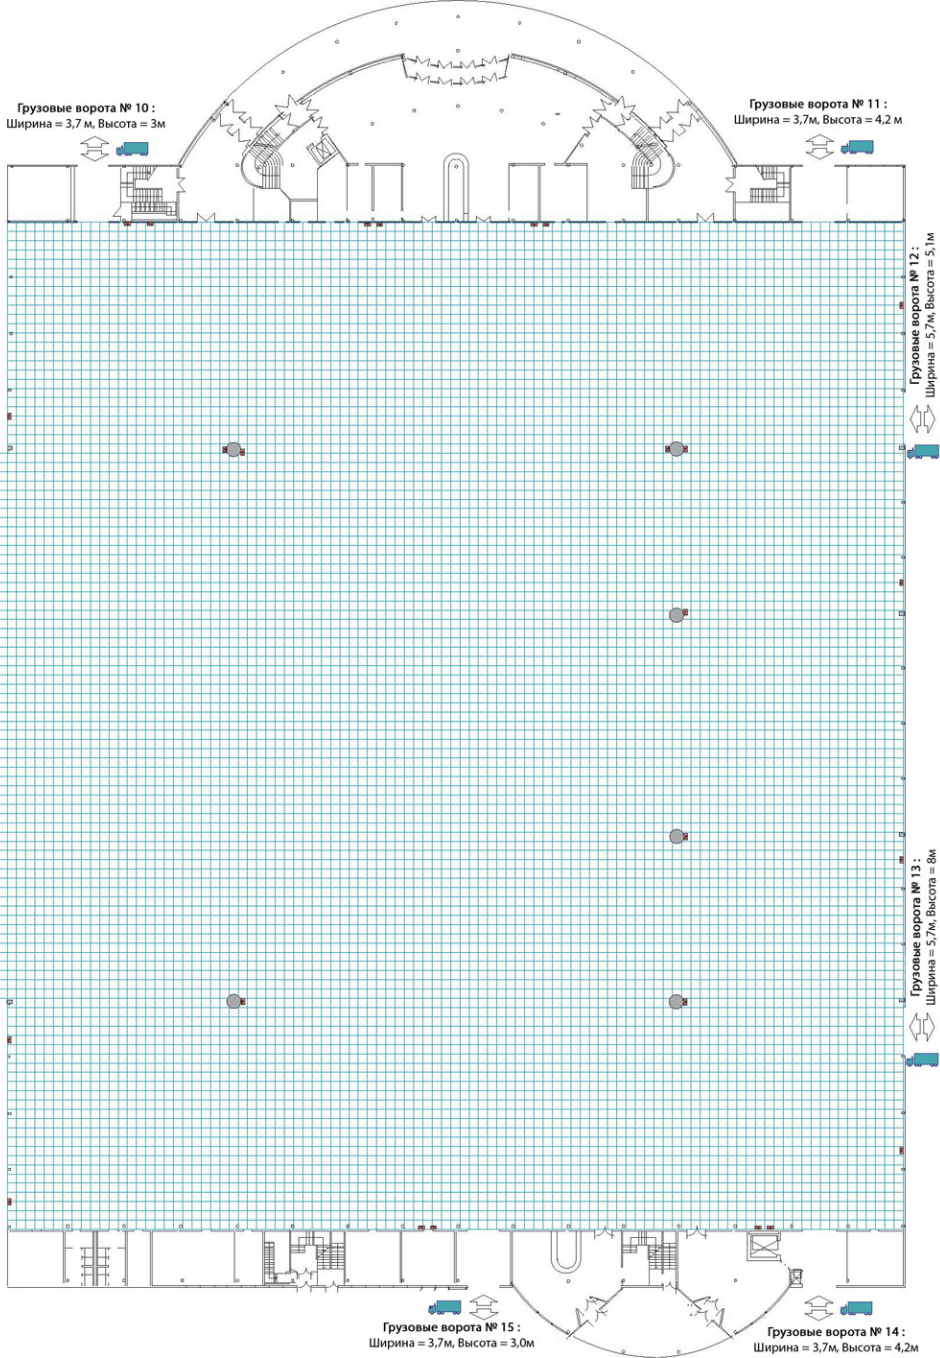 Грузовые ворота № 10 :
Ширина = 3,7 м, Высота = 3м
Грузовые ворота № 11 :
Ширина = 3,7м, Высота = 4,2 м
Грузовые ворота № 12 :
Ширина = 5,7м, Высота = 5,1м
Грузовые ворота № 13 :
Ширина = 5,7м, Высота = 8м
Грузовые ворота № 15 :
Ширина = 3,7м, Высота = 3,0м
Грузовые ворота № 14 :
Ширина = 3,7м, Высота = 4,2м